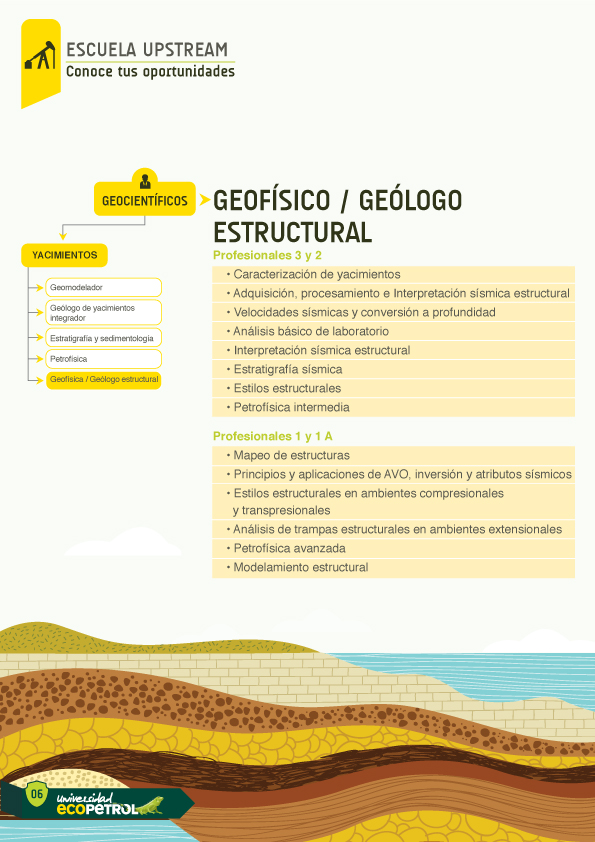 ESCUELA UPSTREAM
Conoce tus oportunidades
GEOCIENTÍFICOS
YACIMIENTOS
Geomodelador
Geólogo de yacimientos
integrador
Estratigrafía y sedimentología
Petrofísica
Geofísica / Geólogo estructural
GEOFÍSICO / GEÓLOGO
ESTRUCTURAL
Profesionales 3 y 2
• Caracterización de yacimientos
• Adquisición, procesamiento e Interpretación sísmica estructural
• Velocidades sísmicas y conversión a profundidad
• Análisis básico de laboratorio
• Interpretación sísmica estructural
• Estratigrafía sísmica
• Estilos estructurales
• Petrofísica intermedia
Profesionales 1 y 1 A
• Mapeo de estructuras
• Principios y aplicaciones de AVO, inversión y atributos sísmicos
• Estilos estructurales en ambientes compresionales
y transpresionales
• Análisis de trampas estructurales en ambientes extensionales
• Petrofísica avanzada
• Modelamiento estructural
06
universidad
ECOPETROL